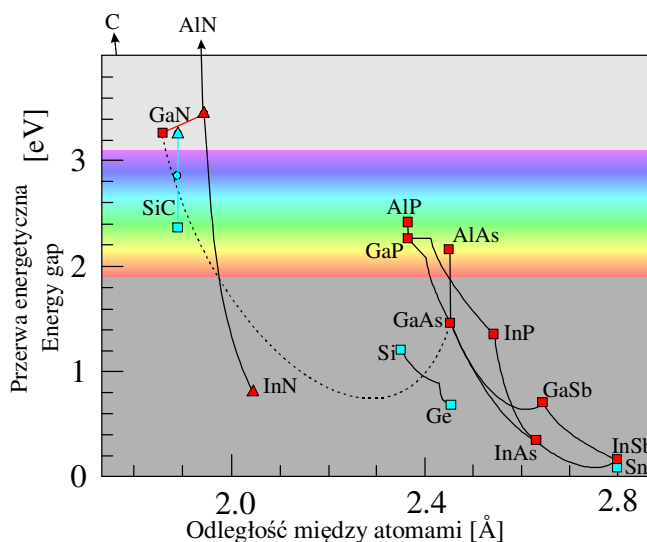 C
AlN
GaN
SiC
InN
AlP
GaP
AlAs
GaAs
InP
Si
Ge
GaSb
InAs
InSb
Sn
3
2
1
0
2.0
2.4
2.8
Przerwa energetyczna [eV]
Energy gap
Odległość między atomami [Å]